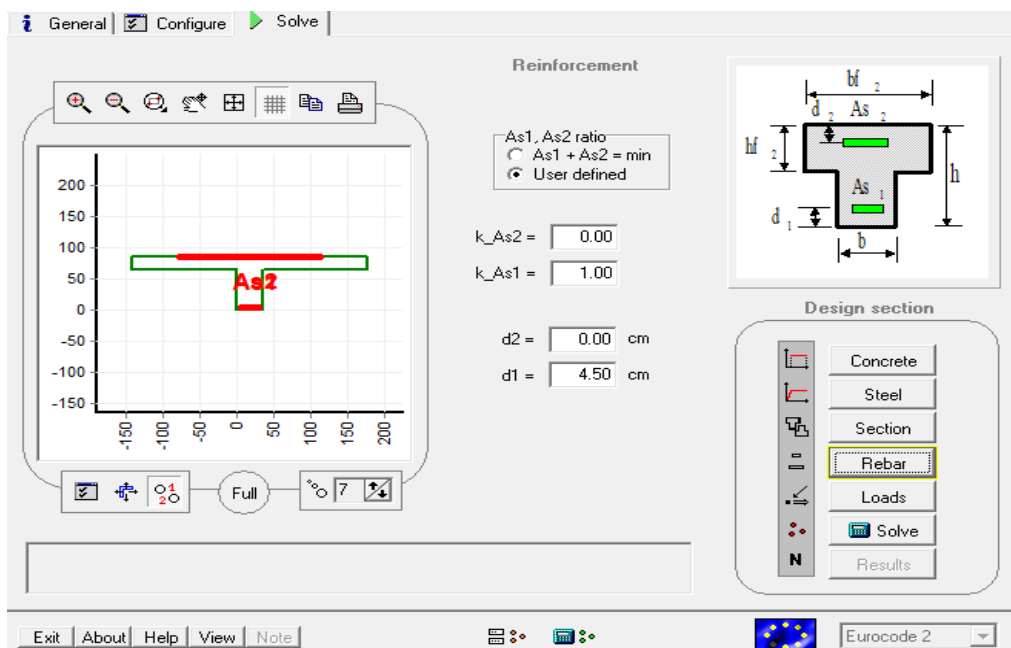 General Configure Solve
Reinforcement
As1, As2 ratio
As1 + As2 = min
User defined
k_As2 = 0.00
k_As1 = 1.00
d2 = 0.00 cm
d1 = 4.50 cm
200
150
100
50
0
-50
-100
-150
-150 -100 -50 0 50 100 150 200
As2
1
2
Full
7
bf 2
d 2 As 2
hf 2
h
As 1
d 1
b
Design section
Concrete
Steel
Section
Rebar
Loads
Solve
N Results
Exit About Help View Note
Eurocode 2